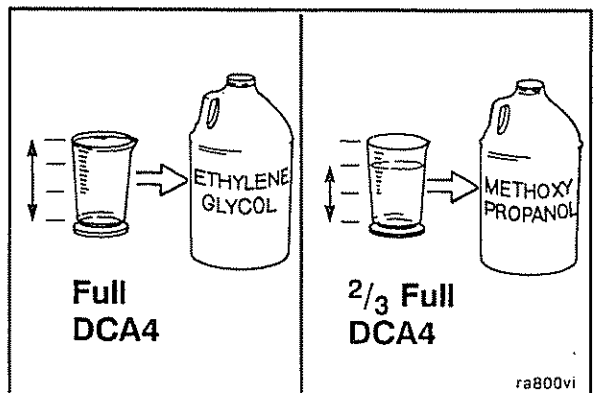 ETHYLENE
GLYCOL
Full
DCA4
METHOXY
PROPANOL
2/3 Full
DCA4
ra800vi